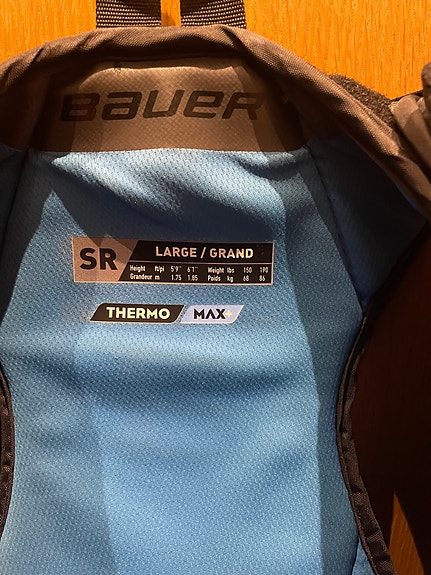 BAUER
SR LARGE / GRAND
Height ft/pi 5'9" 6'1" Weight lbs 150 190
Grandeur m 1.75 1.85 Poids kg 68 86
THERMO MAX+